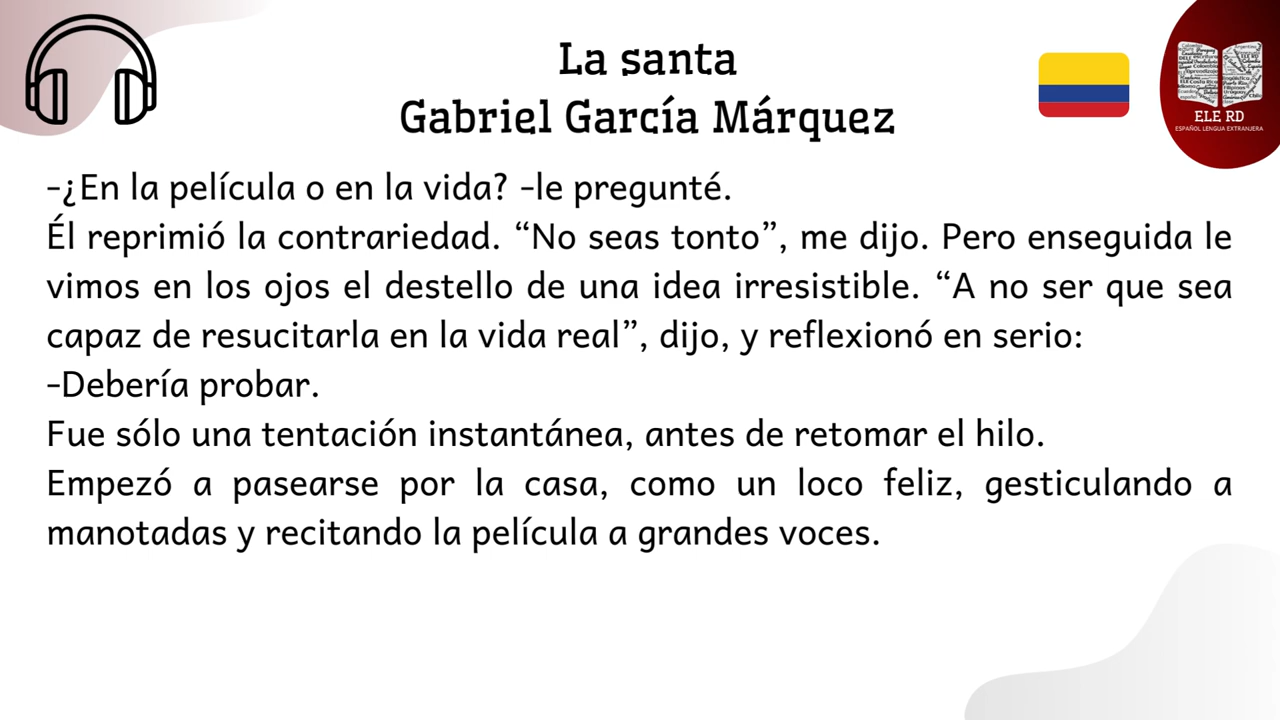 La santa
Gabriel García Márquez
ELE RD
ESPAÑOL LENGUA EXTRANJERA
-¿En la película o en la vida? -le pregunté.
Él reprimió la contrariedad. “No seas tonto”, me dijo. Pero enseguida le
vimos en los ojos el destello de una idea irresistible. “A no ser que sea
capaz de resucitarla en la vida real”, dijo, y reflexionó en serio:
-Debería probar.
Fue sólo una tentación instantánea, antes de retomar el hilo.
Empezó a pasearse por la casa, como un loco feliz, gesticulando a
manotadas y recitando la película a grandes voces.